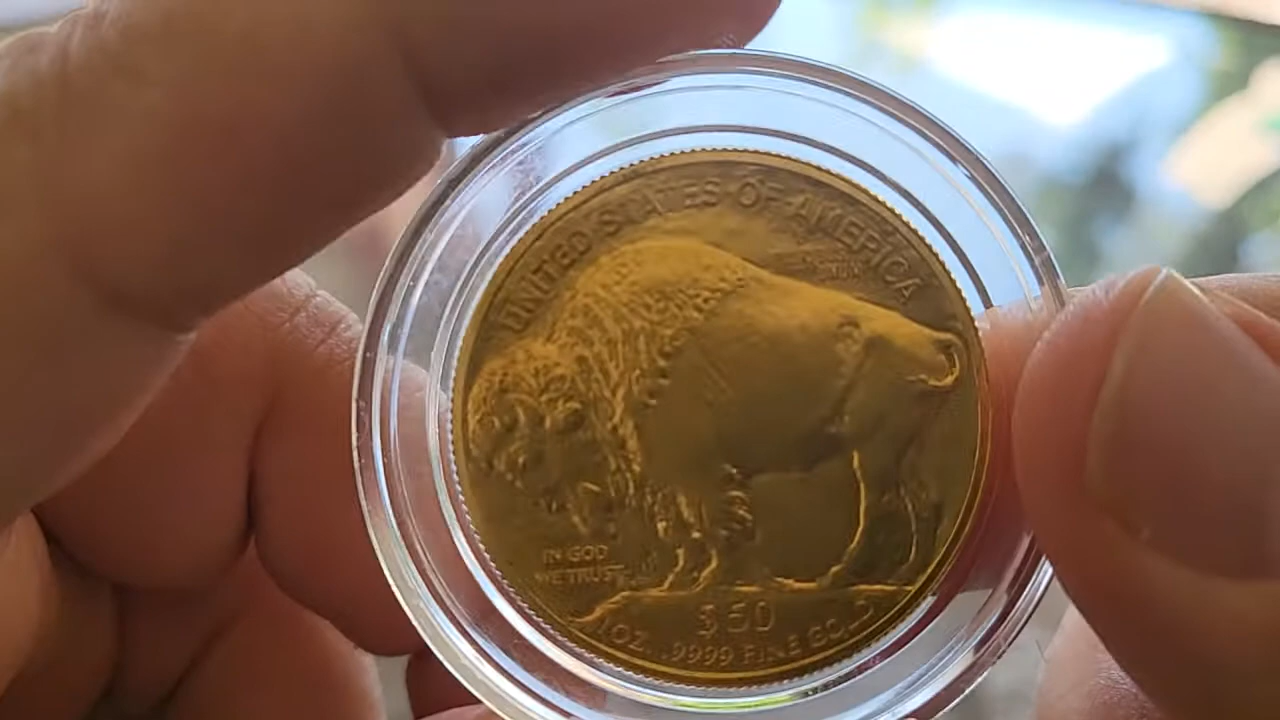 UNITED STATES OF AMERICA
IN GOD
WE TRUST
$50
1 OZ. .9999 FINE GOLD